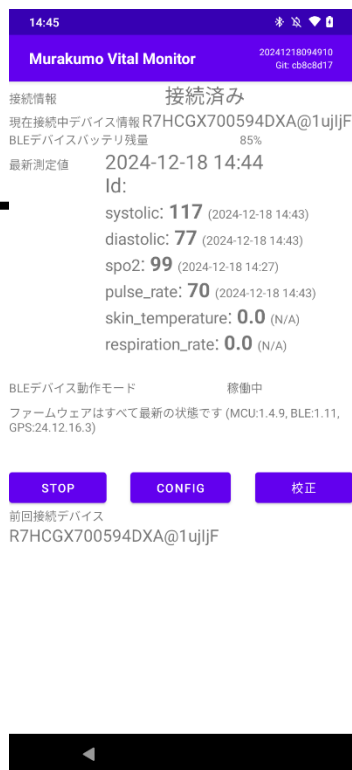 14:45
Murakumo Vital Monitor
20241218094910
Git: cb8c8d17
接続情報 接続済み
現在接続中デバイス情報 R7HCGX700594DXA@1ujIjF
BLEデバイスバッテリ残量 85%
最新測定値 2024-12-18 14:44
Id:
systolic: 117 (2024-12-18 14:43)
diastolic: 77 (2024-12-18 14:43)
spo2: 99 (2024-12-18 14:27)
pulse_rate: 70 (2024-12-18 14:43)
skin_temperature: 0.0 (N/A)
respiration_rate: 0.0 (N/A)
BLEデバイス動作モード 稼働中
ファームウェアはすべて最新の状態です (MCU:1.4.9, BLE:1.11,
GPS:24.12.16.3)
STOP CONFIG 校正
前回接続デバイス
R7HCGX700594DXA@1ujIjF